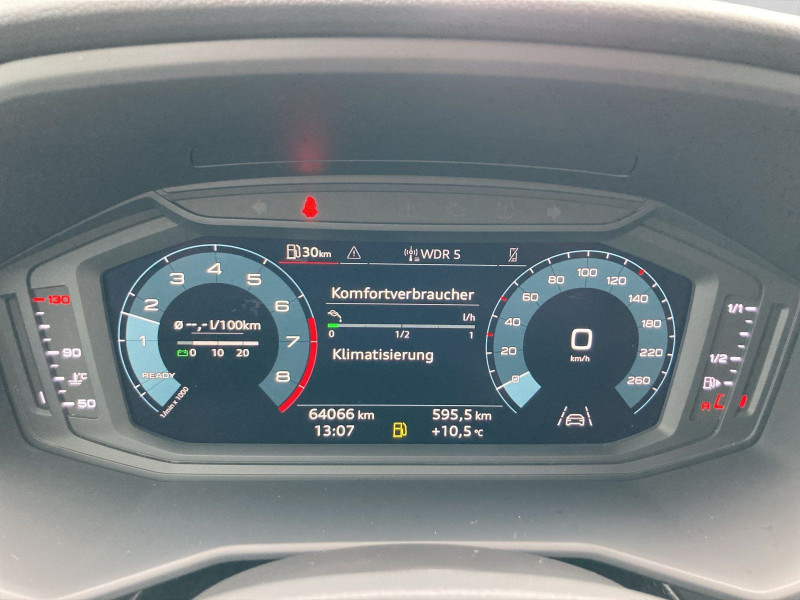 30km
WDR 5
Komfortverbraucher
l/h
0 1/2 1
Klimatisierung
1 2 3 4 5 6 7 8
READY
1/min x 1000
ø --,- l/100km
0 10 20
0 20 40 60 80 100 120 140 180 220 260
0
km/h
130
90
°C
50
1/1
1/2
64066 km
595,5 km
13:07
+10,5 °C